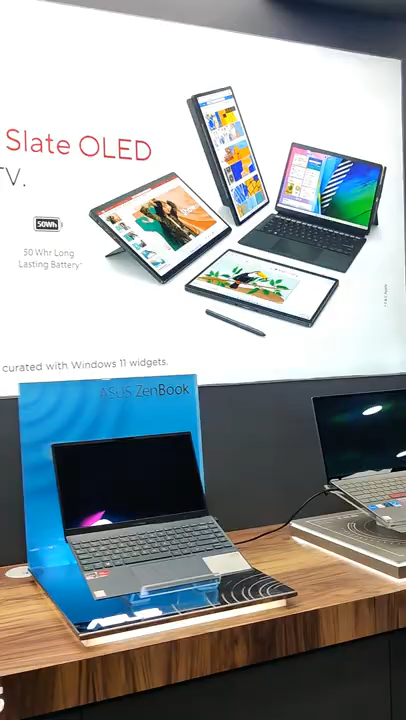 Slate OLED
TV.
50Wh
50 Whr Long
Lasting Battery*
curated with Windows 11 widgets.
ASUS ZenBook